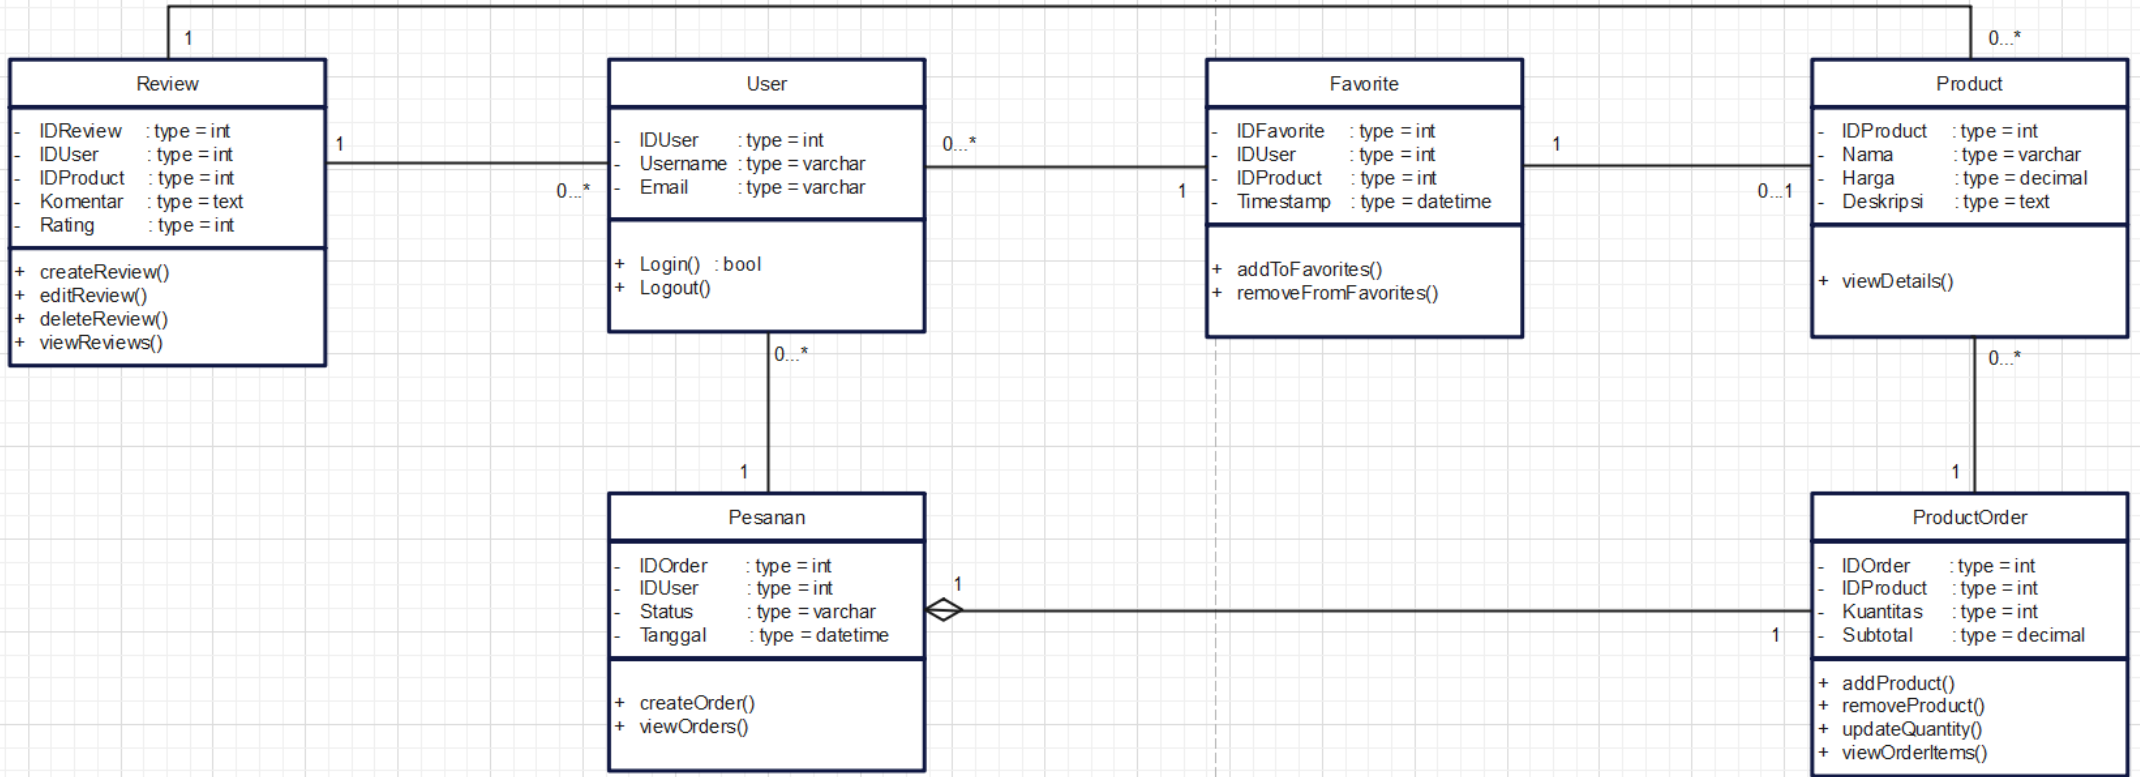 1
0...*
Review
- IDReview : type = int
- IDUser : type = int
- IDProduct : type = int
- Komentar : type = text
- Rating : type = int
+ createReview()
+ editReview()
+ deleteReview()
+ viewReviews()
1
0...*
User
- IDUser : type = int
- Username : type = varchar
- Email : type = varchar
+ Login() : bool
+ Logout()
0...*
1
Favorite
- IDFavorite : type = int
- IDUser : type = int
- IDProduct : type = int
- Timestamp : type = datetime
+ addToFavorites()
+ removeFromFavorites()
1
0...1
Product
- IDProduct : type = int
- Nama : type = varchar
- Harga : type = decimal
- Deskripsi : type = text
+ viewDetails()
0...*
1
0...*
1
Pesanan
- IDOrder : type = int
- IDUser : type = int
- Status : type = varchar
- Tanggal : type = datetime
+ createOrder()
+ viewOrders()
1
1
ProductOrder
- IDOrder : type = int
- IDProduct : type = int
- Kuantitas : type = int
- Subtotal : type = decimal
+ addProduct()
+ removeProduct()
+ updateQuantity()
+ viewOrderItems()